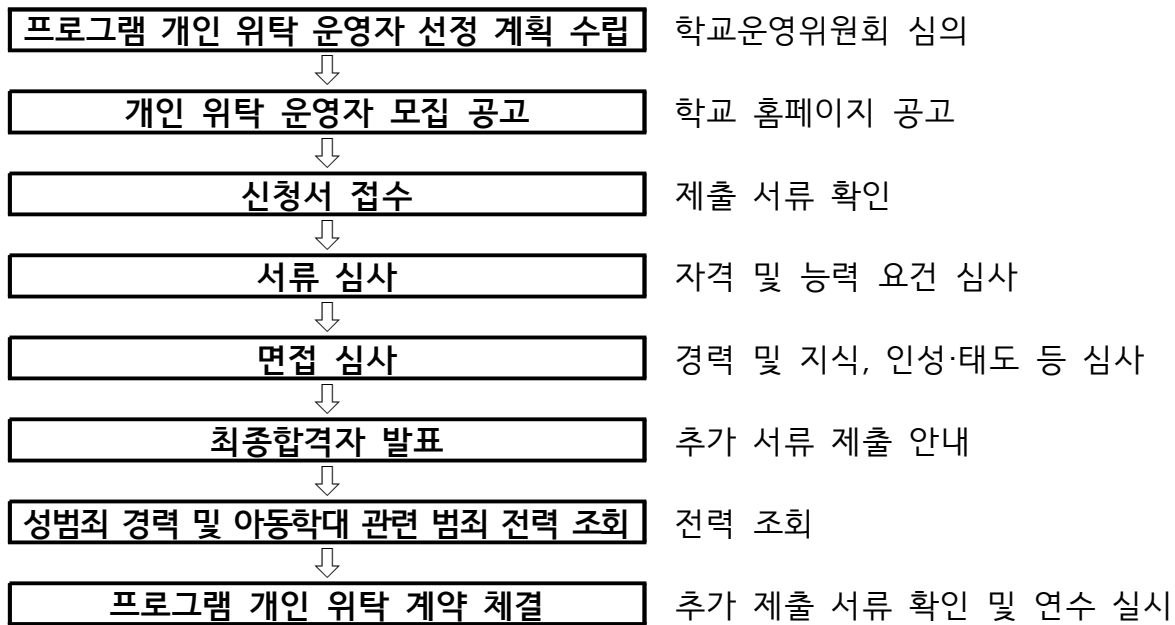 프로그램 개인 위탁 운영자 선정 계획 수립 학교운영위원회 심의
개인 위탁 운영자 모집 공고 학교 홈페이지 공고
신청서 접수 제출 서류 확인
서류 심사 자격 및 능력 요건 심사
면접 심사 경력 및 지식, 인성·태도 등 심사
최종합격자 발표 추가 서류 제출 안내
성범죄 경력 및 아동학대 관련 범죄 전력 조회 전력 조회
프로그램 개인 위탁 계약 체결 추가 제출 서류 확인 및 연수 실시